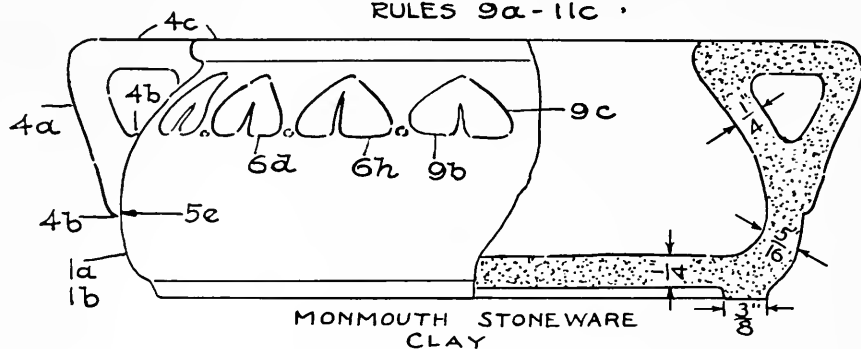 RULES 9a-11c.
4c
4b
4a
9c
6d
6h
9b
4b
5e
1a
1b
1/4
5/16
1/4
3/8"
MONMOUTH STONEWARE
CLAY